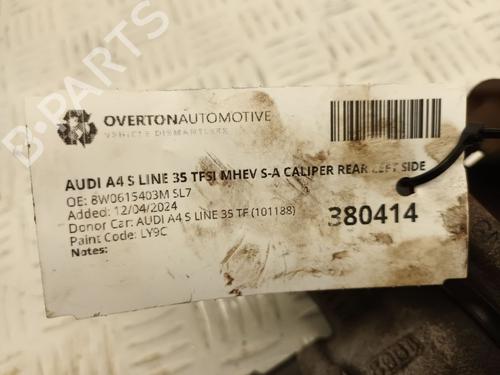 B-PARTS
OVERTONAUTOMOTIVE
VEHICLE DISMANTLERS
AUDI A4 S LINE 35 TFSI MHEV S-A CALIPER REAR LEFT SIDE
OE: 8W0615403M SL7
Added: 12/04/2024
Donor Car: AUDI A4 S LINE 35 TF (101188)
Paint Code: LY9C
Notes:
380414